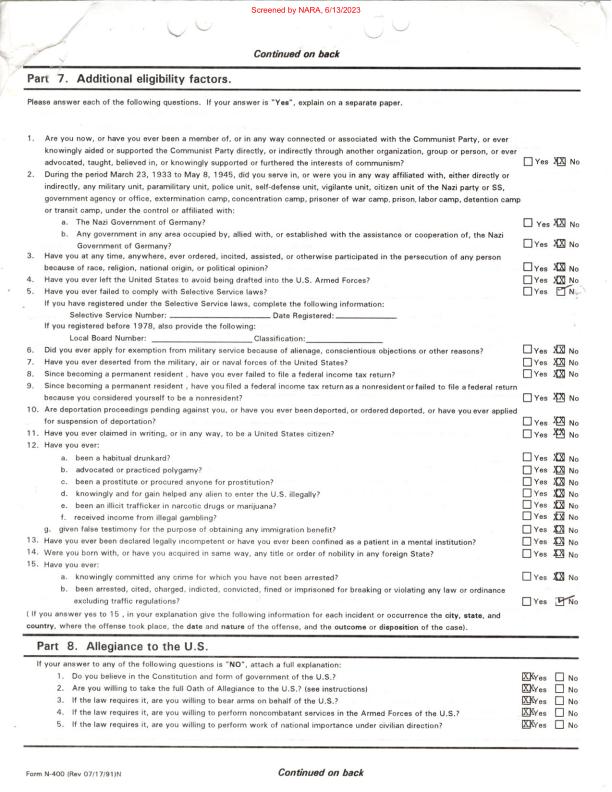 Screened by NARA, 6/13/2023
Continued on back
Part 7. Additional eligibility factors.
Please answer each of the following questions. If your answer is "Yes", explain on a separate paper.
1. Are you now, or have you ever been a member of, or in any way connected or associated with the Communist Party, or ever
knowingly aided or supported the Communist Party directly, or indirectly through another organization, group or person, or ever
advocated, taught, believed in, or knowingly supported or furthered the interests of communism? ☐ Yes XX No
2. During the period March 23, 1933 to May 8, 1945, did you serve in, or were you in any way affiliated with, either directly or
indirectly, any military unit, paramilitary unit, police unit, self-defense unit, vigilante unit, citizen unit of the Nazi party or SS,
government agency or office, extermination camp, concentration camp, prisoner of war camp, prison, labor camp, detention camp
or transit camp, under the control or affiliated with:
a. The Nazi Government of Germany? ☐ Yes XX No
b. Any government in any area occupied by, allied with, or established with the assistance or cooperation of, the Nazi
Government of Germany? ☐ Yes XX No
3. Have you at any time, anywhere, ever ordered, incited, assisted, or otherwise participated in the persecution of any person
because of race, religion, national origin, or political opinion? ☐ Yes XX No
4. Have you ever left the United States to avoid being drafted into the U.S. Armed Forces? ☐ Yes XX No
5. Have you ever failed to comply with Selective Service laws? ☐ Yes ☑ N
If you have registered under the Selective Service laws, complete the following information:
Selective Service Number: Date Registered:
If you registered before 1978, also provide the following:
Local Board Number: Classification:
6. Did you ever apply for exemption from military service because of alienage, conscientious objections or other reasons? ☐ Yes XX No
7. Have you ever deserted from the military, air or naval forces of the United States? ☐ Yes XX No
8. Since becoming a permanent resident , have you ever failed to file a federal income tax return? ☐ Yes XX No
9. Since becoming a permanent resident , have you filed a federal income tax return as a nonresident or failed to file a federal return
because you considered yourself to be a nonresident? ☐ Yes XX No
10. Are deportation proceedings pending against you, or have you ever been deported, or ordered deported, or have you ever applied
for suspension of deportation? ☐ Yes XX No
11. Have you ever claimed in writing, or in any way, to be a United States citizen? ☐ Yes XX No
12. Have you ever:
a. been a habitual drunkard? ☐ Yes XX No
b. advocated or practiced polygamy? ☐ Yes XX No
c. been a prostitute or procured anyone for prostitution? ☐ Yes XX No
d. knowingly and for gain helped any alien to enter the U.S. illegally? ☐ Yes XX No
e. been an illicit trafficker in narcotic drugs or marijuana? ☐ Yes XX No
f. received income from illegal gambling? ☐ Yes XX No
g. given false testimony for the purpose of obtaining any immigration benefit? ☐ Yes XX No
13. Have you ever been declared legally incompetent or have you ever been confined as a patient in a mental institution? ☐ Yes XX No
14. Were you born with, or have you acquired in same way, any title or order of nobility in any foreign State? ☐ Yes XX No
15. Have you ever:
a. knowingly committed any crime for which you have not been arrested? ☐ Yes XX No
b. been arrested, cited, charged, indicted, convicted, fined or imprisoned for breaking or violating any law or ordinance
excluding traffic regulations? ☐ Yes ☑ No
( If you answer yes to 15 , in your explanation give the following information for each incident or occurrence the city, state, and
country, where the offense took place, the date and nature of the offense, and the outcome or disposition of the case).
Part 8. Allegiance to the U.S.
If your answer to any of the following questions is "NO", attach a full explanation:
1. Do you believe in the Constitution and form of government of the U.S.? XX Yes ☐ No
2. Are you willing to take the full Oath of Allegiance to the U.S.? (see instructions) XX Yes ☐ No
3. If the law requires it, are you willing to bear arms on behalf of the U.S.? XX Yes ☐ No
4. If the law requires it, are you willing to perform noncombatant services in the Armed Forces of the U.S.? XX Yes ☐ No
5. If the law requires it, are you willing to perform work of national importance under civilian direction? XX Yes ☐ No
Form N-400 (Rev 07/17/91)N
Continued on back